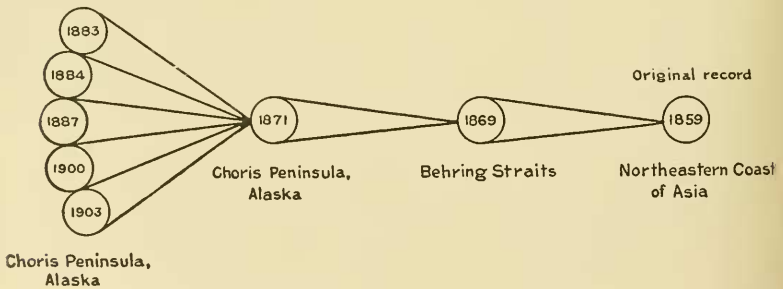 1883
1884
1887
1900
1903
Choris Peninsula,
Alaska
1871
Choris Peninsula,
Alaska
1869
Behring Straits
Original record
1859
Northeastern Coast
of Asia